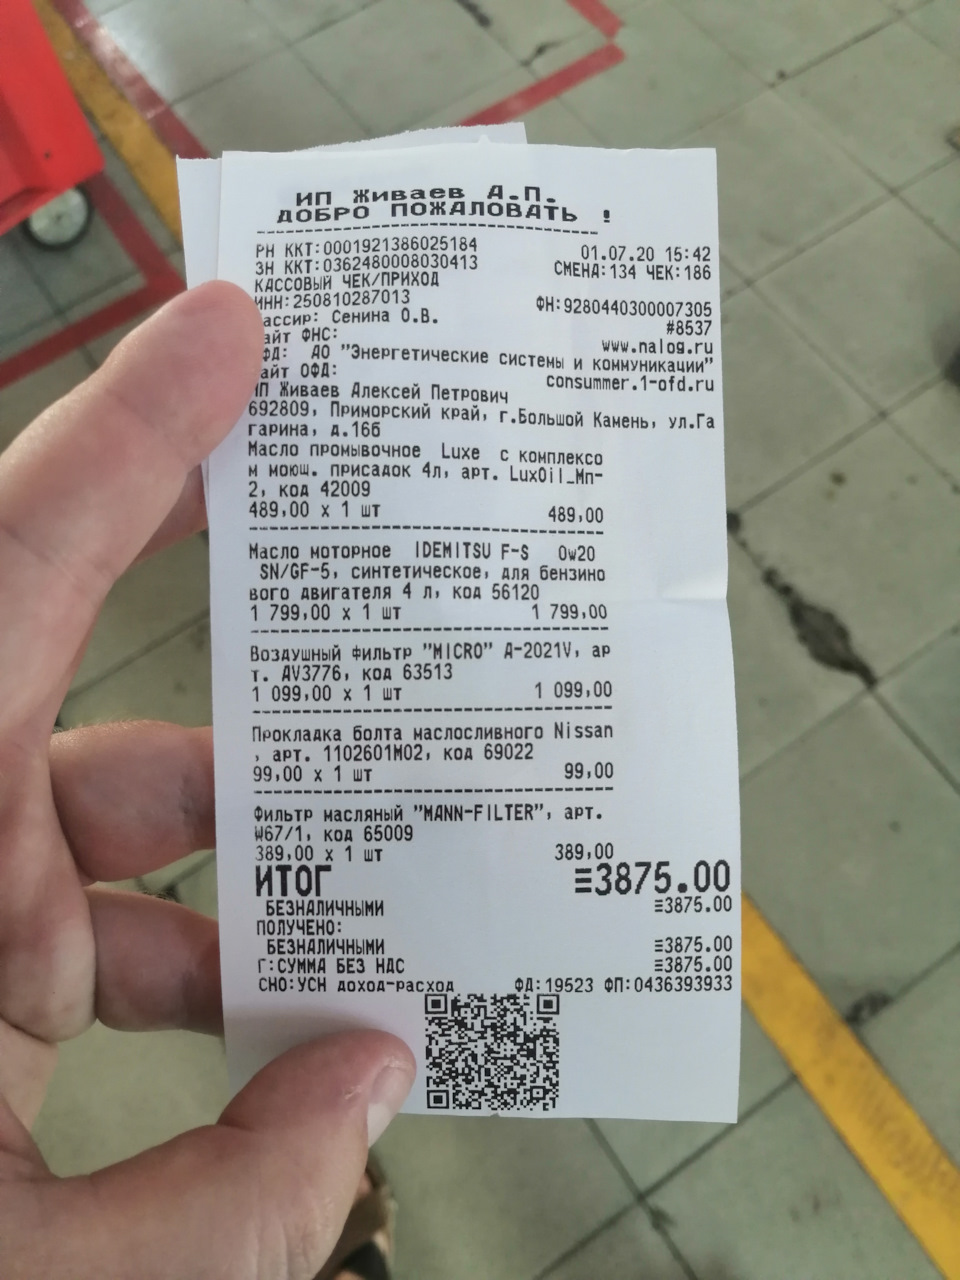 ИП Живаев А.П.
ДОБРО ПОЖАЛОВАТЬ !
РН ККТ:0001921386025184 01.07.20 15:42
ЗН ККТ:0362480008030413 СМЕНА:134 ЧЕК:186
КАССОВЫЙ ЧЕК/ПРИХОД
ИНН:250810287013 ФН:9280440300007305
ассир: Сенина О.В. #8537
айт ФНС: www.nalog.ru
ФД: АО "Энергетические системы и коммуникации"
айт ОФД: consummer.1-ofd.ru
ИП Живаев Алексей Петрович
692809, Приморский край, г.Большой Камень, ул.Га
гарина, д.16б
Масло промывочное Luxe с комплексо
м моющ. присадок 4л, арт. LuxOil_Мп-
2, код 42009
489,00 x 1 шт 489,00
Масло моторное IDEMITSU F-S 0w20
SN/GF-5, синтетическое, для бензино
вого двигателя 4 л, код 56120
1 799,00 x 1 шт 1 799,00
Воздушный фильтр "MICRO" A-2021V, ар
т. AV3776, код 63513
1 099,00 x 1 шт 1 099,00
Прокладка болта маслосливного Nissan
, арт. 1102601M02, код 69022
99,00 x 1 шт 99,00
Фильтр масляный "MANN-FILTER", арт.
W67/1, код 65009
389,00 x 1 шт 389,00
ИТОГ ≡3875.00
БЕЗНАЛИЧНЫМИ ≡3875.00
ПОЛУЧЕНО:
БЕЗНАЛИЧНЫМИ ≡3875.00
Г:СУММА БЕЗ НДС ≡3875.00
СНО:УСН доход-расход ФД:19523 ФП:0436393933